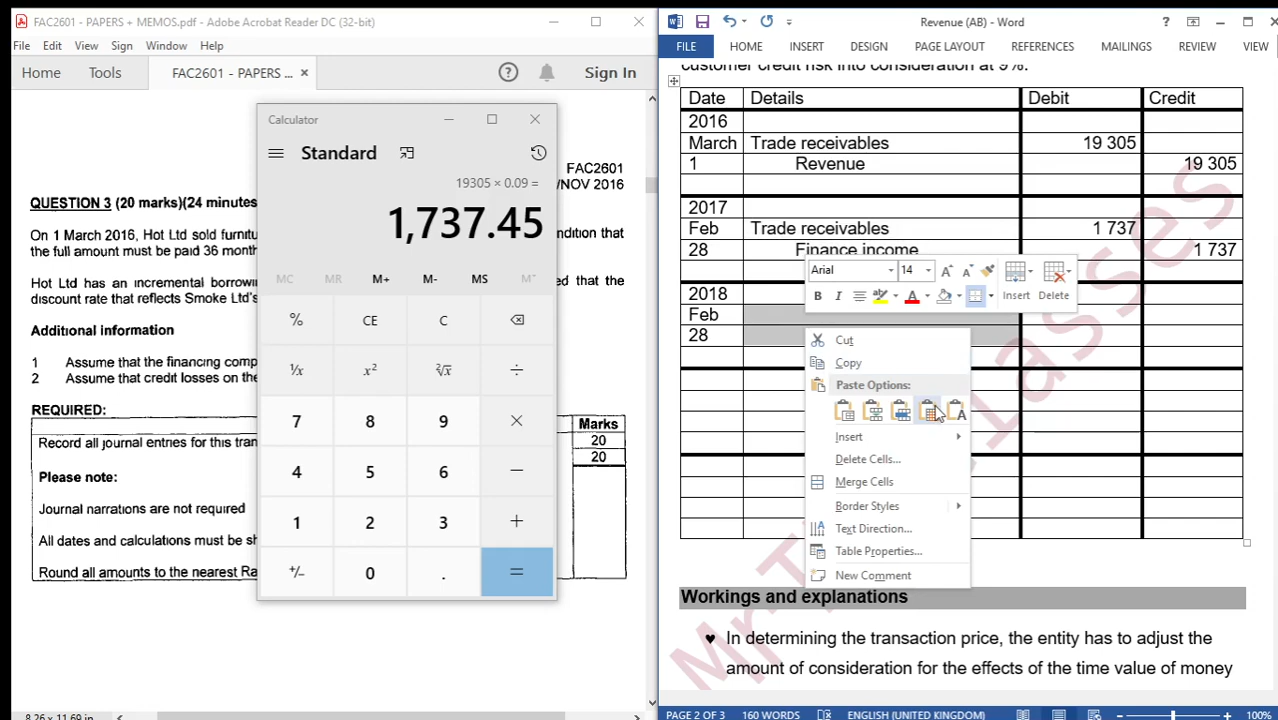 FAC2601 - PAPERS + MEMOS.pdf - Adobe Acrobat Reader DC (32-bit)
File Edit View Sign Window Help
Home Tools FAC2601 - PAPERS ... × Sign In
FAC2601
/NOV 2016
QUESTION 3 (20 marks)(24 minutes
On 1 March 2016, Hot Ltd sold furnitu
ndition that
the full amount must be paid 36 month
Hot Ltd has an incremental borrowi
ed that the
discount rate that reflects Smoke Ltd's
Additional information
1 Assume that the financing comp
2 Assume that credit losses on the
REQUIRED:
Marks
Record all journal entries for this tran
20
20
Please note:
Journal narrations are not required
All dates and calculations must be sh
Round all amounts to the nearest Ra
8.26 x 11.69 in
Calculator
Standard
19305 × 0.09 =
1,737.45
MC MR M+ M- MS M˅
% CE C
¹/x x² ²√x ÷
7 8 9 ×
4 5 6 −
1 2 3 +
+/− 0 . =
Revenue (AB) - Word
FILE HOME INSERT DESIGN PAGE LAYOUT REFERENCES MAILINGS REVIEW VIEW
customer credit risk into consideration at 9%.
Date Details Debit Credit
2016
March Trade receivables 19 305
1 Revenue 19 305
2017
Feb Trade receivables 1 737
28 Finance income 1 737
2018
Feb
28
Arial 14
B I A Insert Delete
Cut
Copy
Paste Options:
Insert
Delete Cells...
Merge Cells
Border Styles
Text Direction...
Table Properties...
New Comment
Workings and explanations
♥ In determining the transaction price, the entity has to adjust the
amount of consideration for the effects of the time value of money
PAGE 2 OF 3 160 WORDS ENGLISH (UNITED KINGDOM) 100%